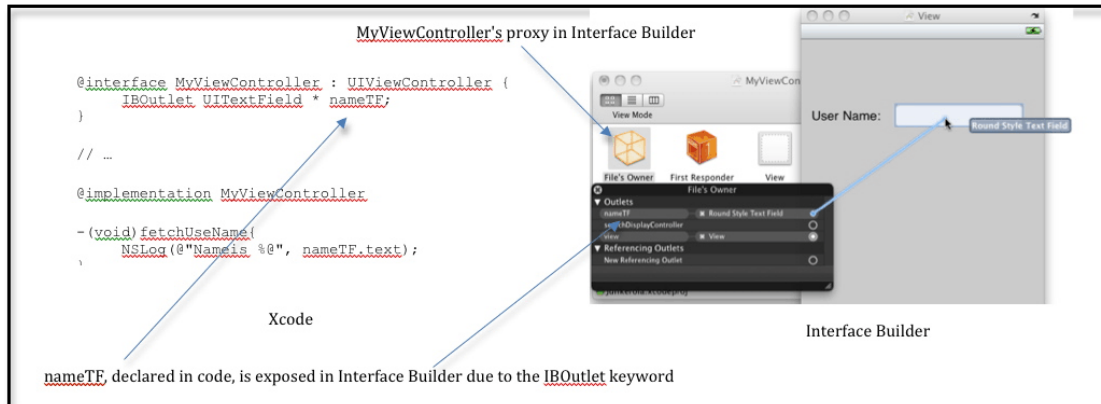 MyViewController's proxy in Interface Builder
@interface MyViewController : UIViewController {
IBOutlet UITextField * nameTF;
}
// …
@implementation MyViewController
-(void)fetchUseName{
NSLog(@"Nameis %@", nameTF.text);
}
Xcode
MyViewCon
View Mode
File's Owner
First Responder
View
File's Owner
Outlets
nameTF
Round Style Text Field
searchDisplayController
view
View
Referencing Outlets
New Referencing Outlet
View
User Name:
Round Style Text Field
Interface Builder
nameTF, declared in code, is exposed in Interface Builder due to the IBOutlet keyword